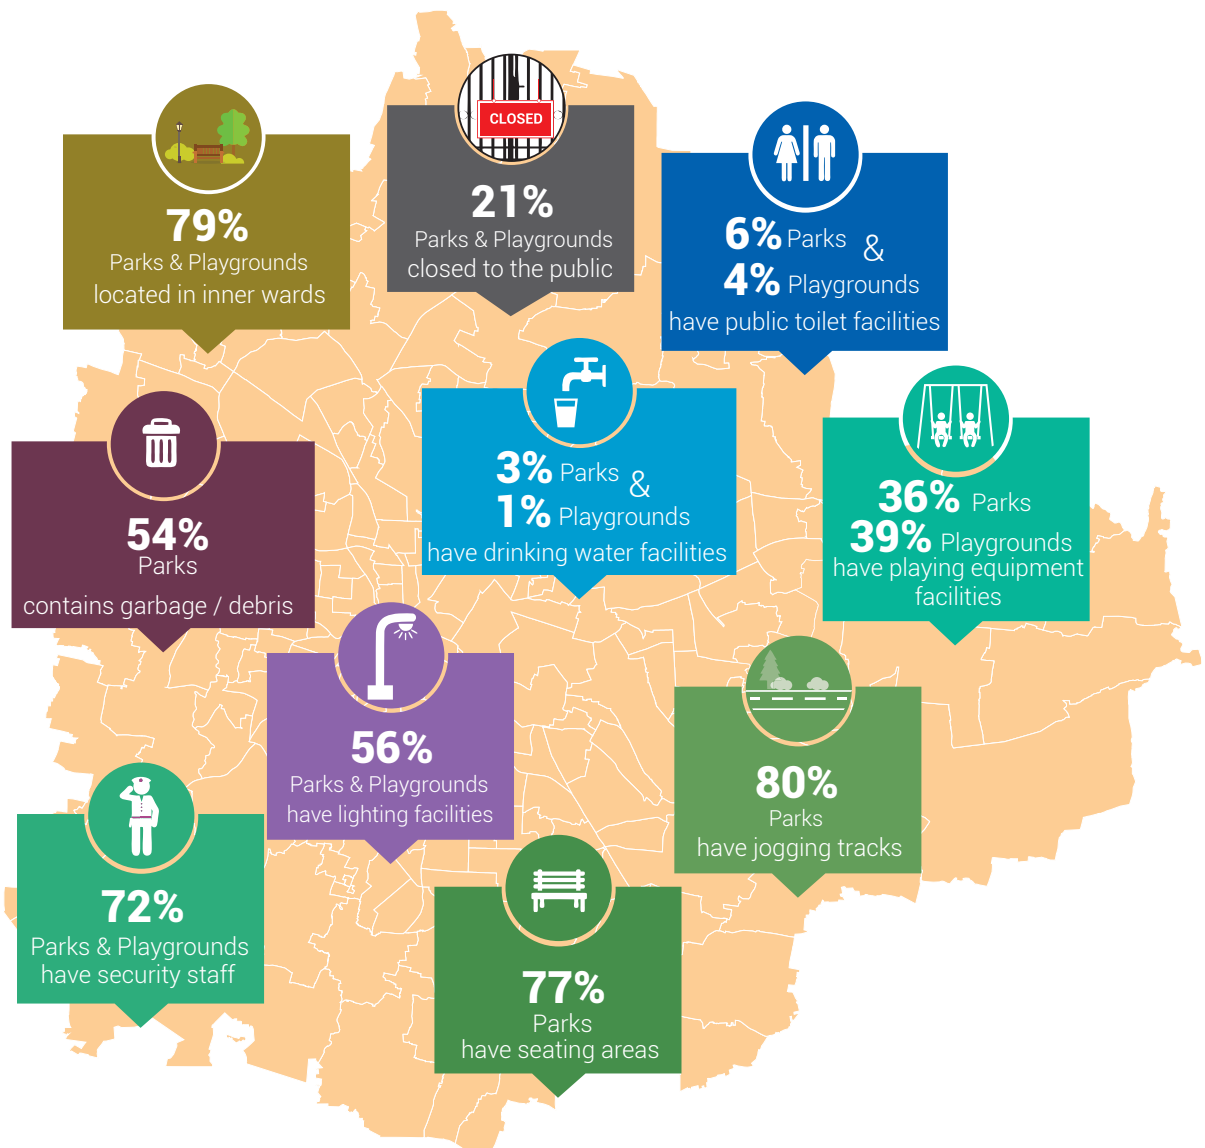 79%
Parks & Playgrounds
located in inner wards
CLOSED
21%
Parks & Playgrounds
closed to the public
6% Parks &
4% Playgrounds
have public toilet facilities
54%
Parks
contains garbage / debris
3% Parks &
1% Playgrounds
have drinking water facilities
36% Parks
39% Playgrounds
have playing equipment
facilities
56%
Parks & Playgrounds
have lighting facilities
80%
Parks
have jogging tracks
72%
Parks & Playgrounds
have security staff
77%
Parks
have seating areas